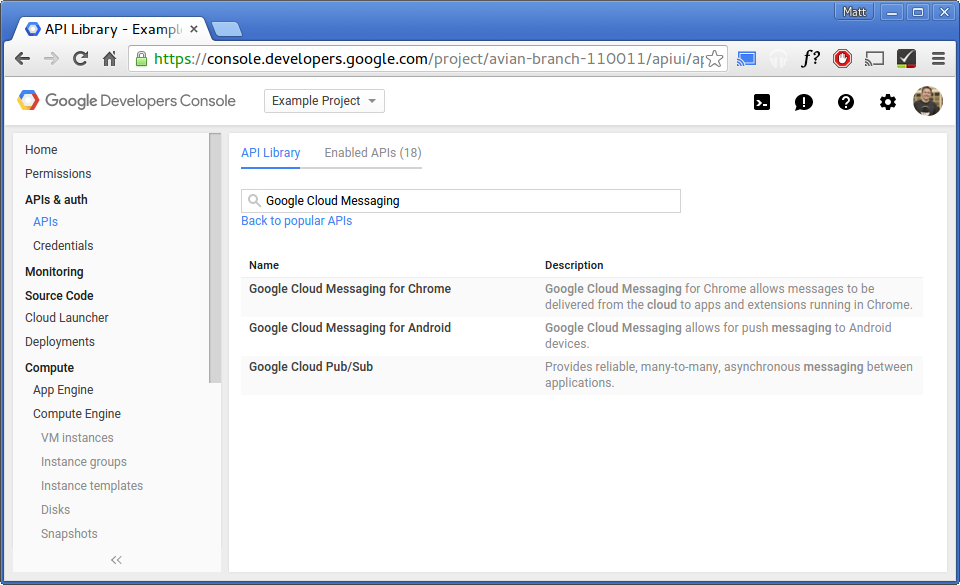 Matt
API Library - Exampl
https://console.developers.google.com/project/avian-branch-110011/apiui/ap
f?
Google Developers Console
Example Project
Home
Permissions
APIs & auth
APIs
Credentials
Monitoring
Source Code
Cloud Launcher
Deployments
Compute
App Engine
Compute Engine
VM instances
Instance groups
Instance templates
Disks
Snapshots
API Library Enabled APIs (18)
Google Cloud Messaging
Back to popular APIs
Name Description
Google Cloud Messaging for Chrome Google Cloud Messaging for Chrome allows messages to be
delivered from the cloud to apps and extensions running in Chrome.
Google Cloud Messaging for Android Google Cloud Messaging allows for push messaging to Android
devices.
Google Cloud Pub/Sub Provides reliable, many-to-many, asynchronous messaging between
applications.